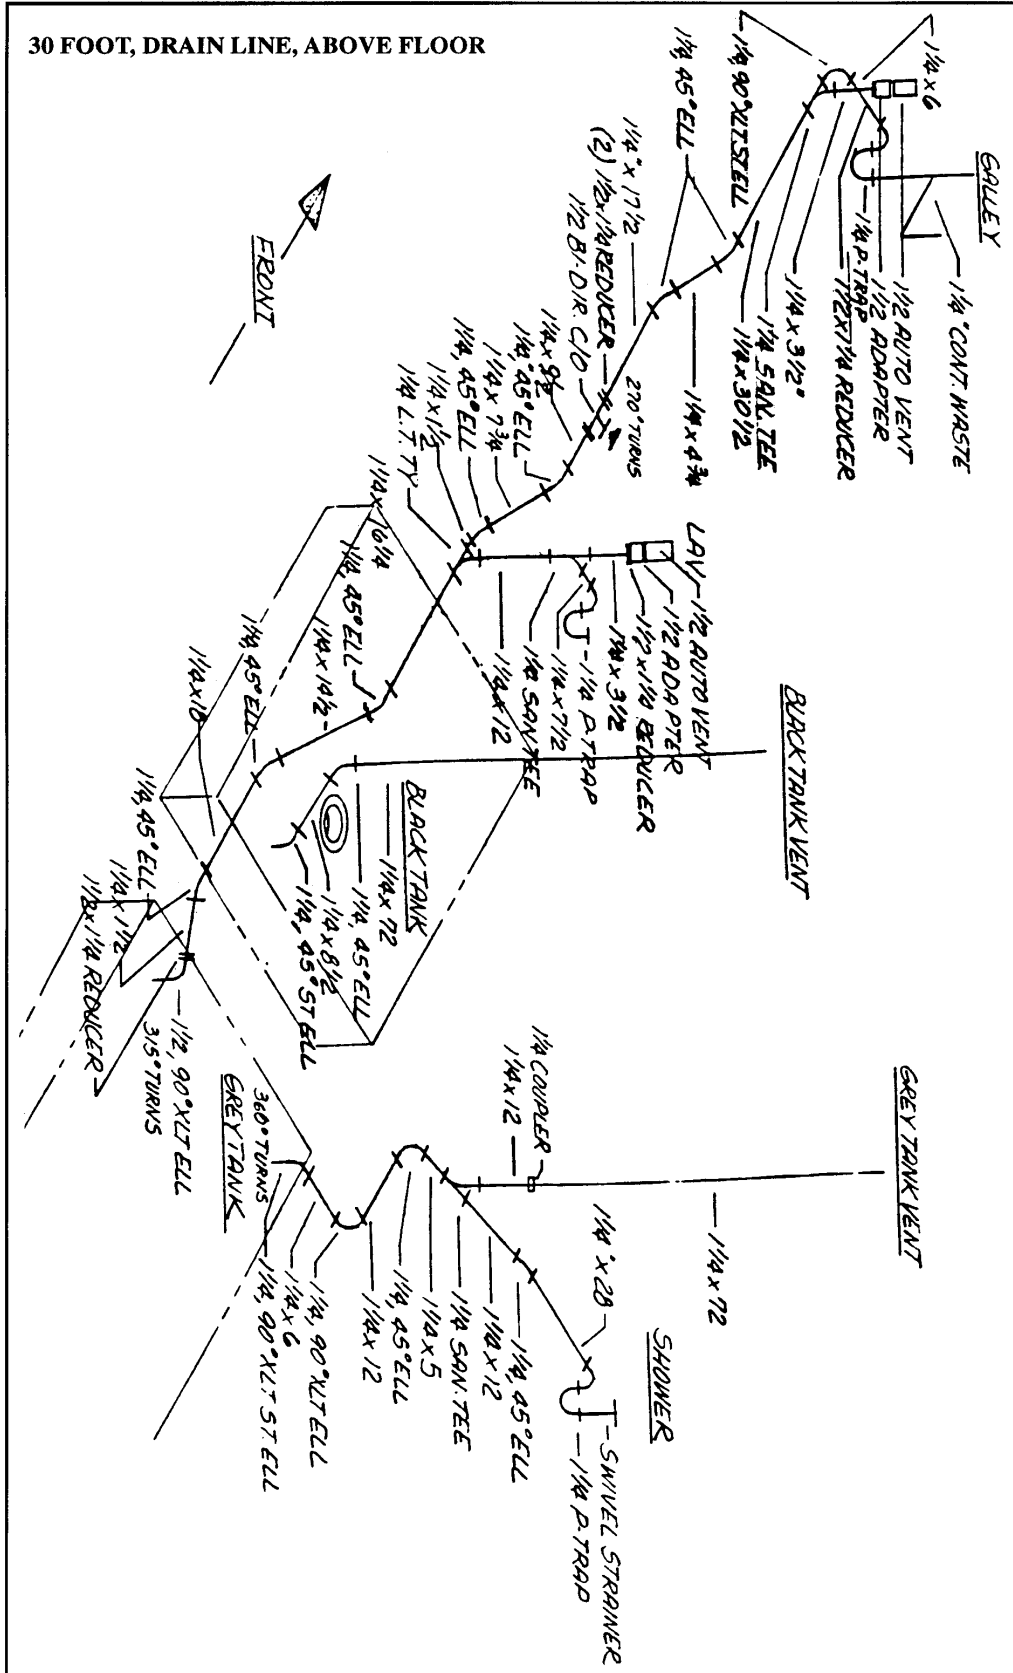 30 FOOT, DRAIN LINE, ABOVE FLOOR
1¼ x 6
GALLEY
1¼" CONT. WASTE
1½ AUTO VENT
1½ ADAPTER
1¼ P-TRAP
1½ x 1¼ REDUCER
1¼ x 3½"
1¼ SAN. TEE
1¼ x 30½
1¼, 90° XLT. ST ELL
1¼, 45° ELL
1¼ x 4¾
1¼" x 17½
(2) 1½ x 1¼ REDUCER
1½ BI-DIR. C/O
270° TURNS
1¼ x 9½
1¼, 45° ELL
1¼ x 7¾
1¼, 45° ELL
1¼ x 1½
1¼ L.T. TY
1¼ x 16¼
1¼, 45° ELL
1¼ x 14½
1¼, 45° ELL
1¼ x 18
1¼, 45° ELL
1¼ x 1½
1½ x 1¼ REDUCER
1½, 90° XLT ELL
315° TURNS
FRONT
LAV
1½ AUTO VENT
1½ ADAPTER
1½ x 1¼ REDUCER
1¼ x 3½
1¼ P-TRAP
1¼ x 7½
1¼ SAN. TEE
1¼ x 12
BLACK TANK VENT
BLACK TANK
1¼ x 72
1¼, 45° ELL
1¼ x 8½
1¼, 45° ST ELL
GREY TANK VENT
1¼ x 72
1¼ COUPLER
1¼ x 12
GREY TANK
360° TURNS
1¼, 90° XLT. ST. ELL
1¼ x 6
1¼, 90° XLT ELL
1¼ x 12
1¼, 45° ELL
1¼ x 5
1¼ SAN. TEE
1¼ x 12
1¼, 45° ELL
1¼" x 28
SHOWER
SWIVEL STRAINER
1¼ P-TRAP